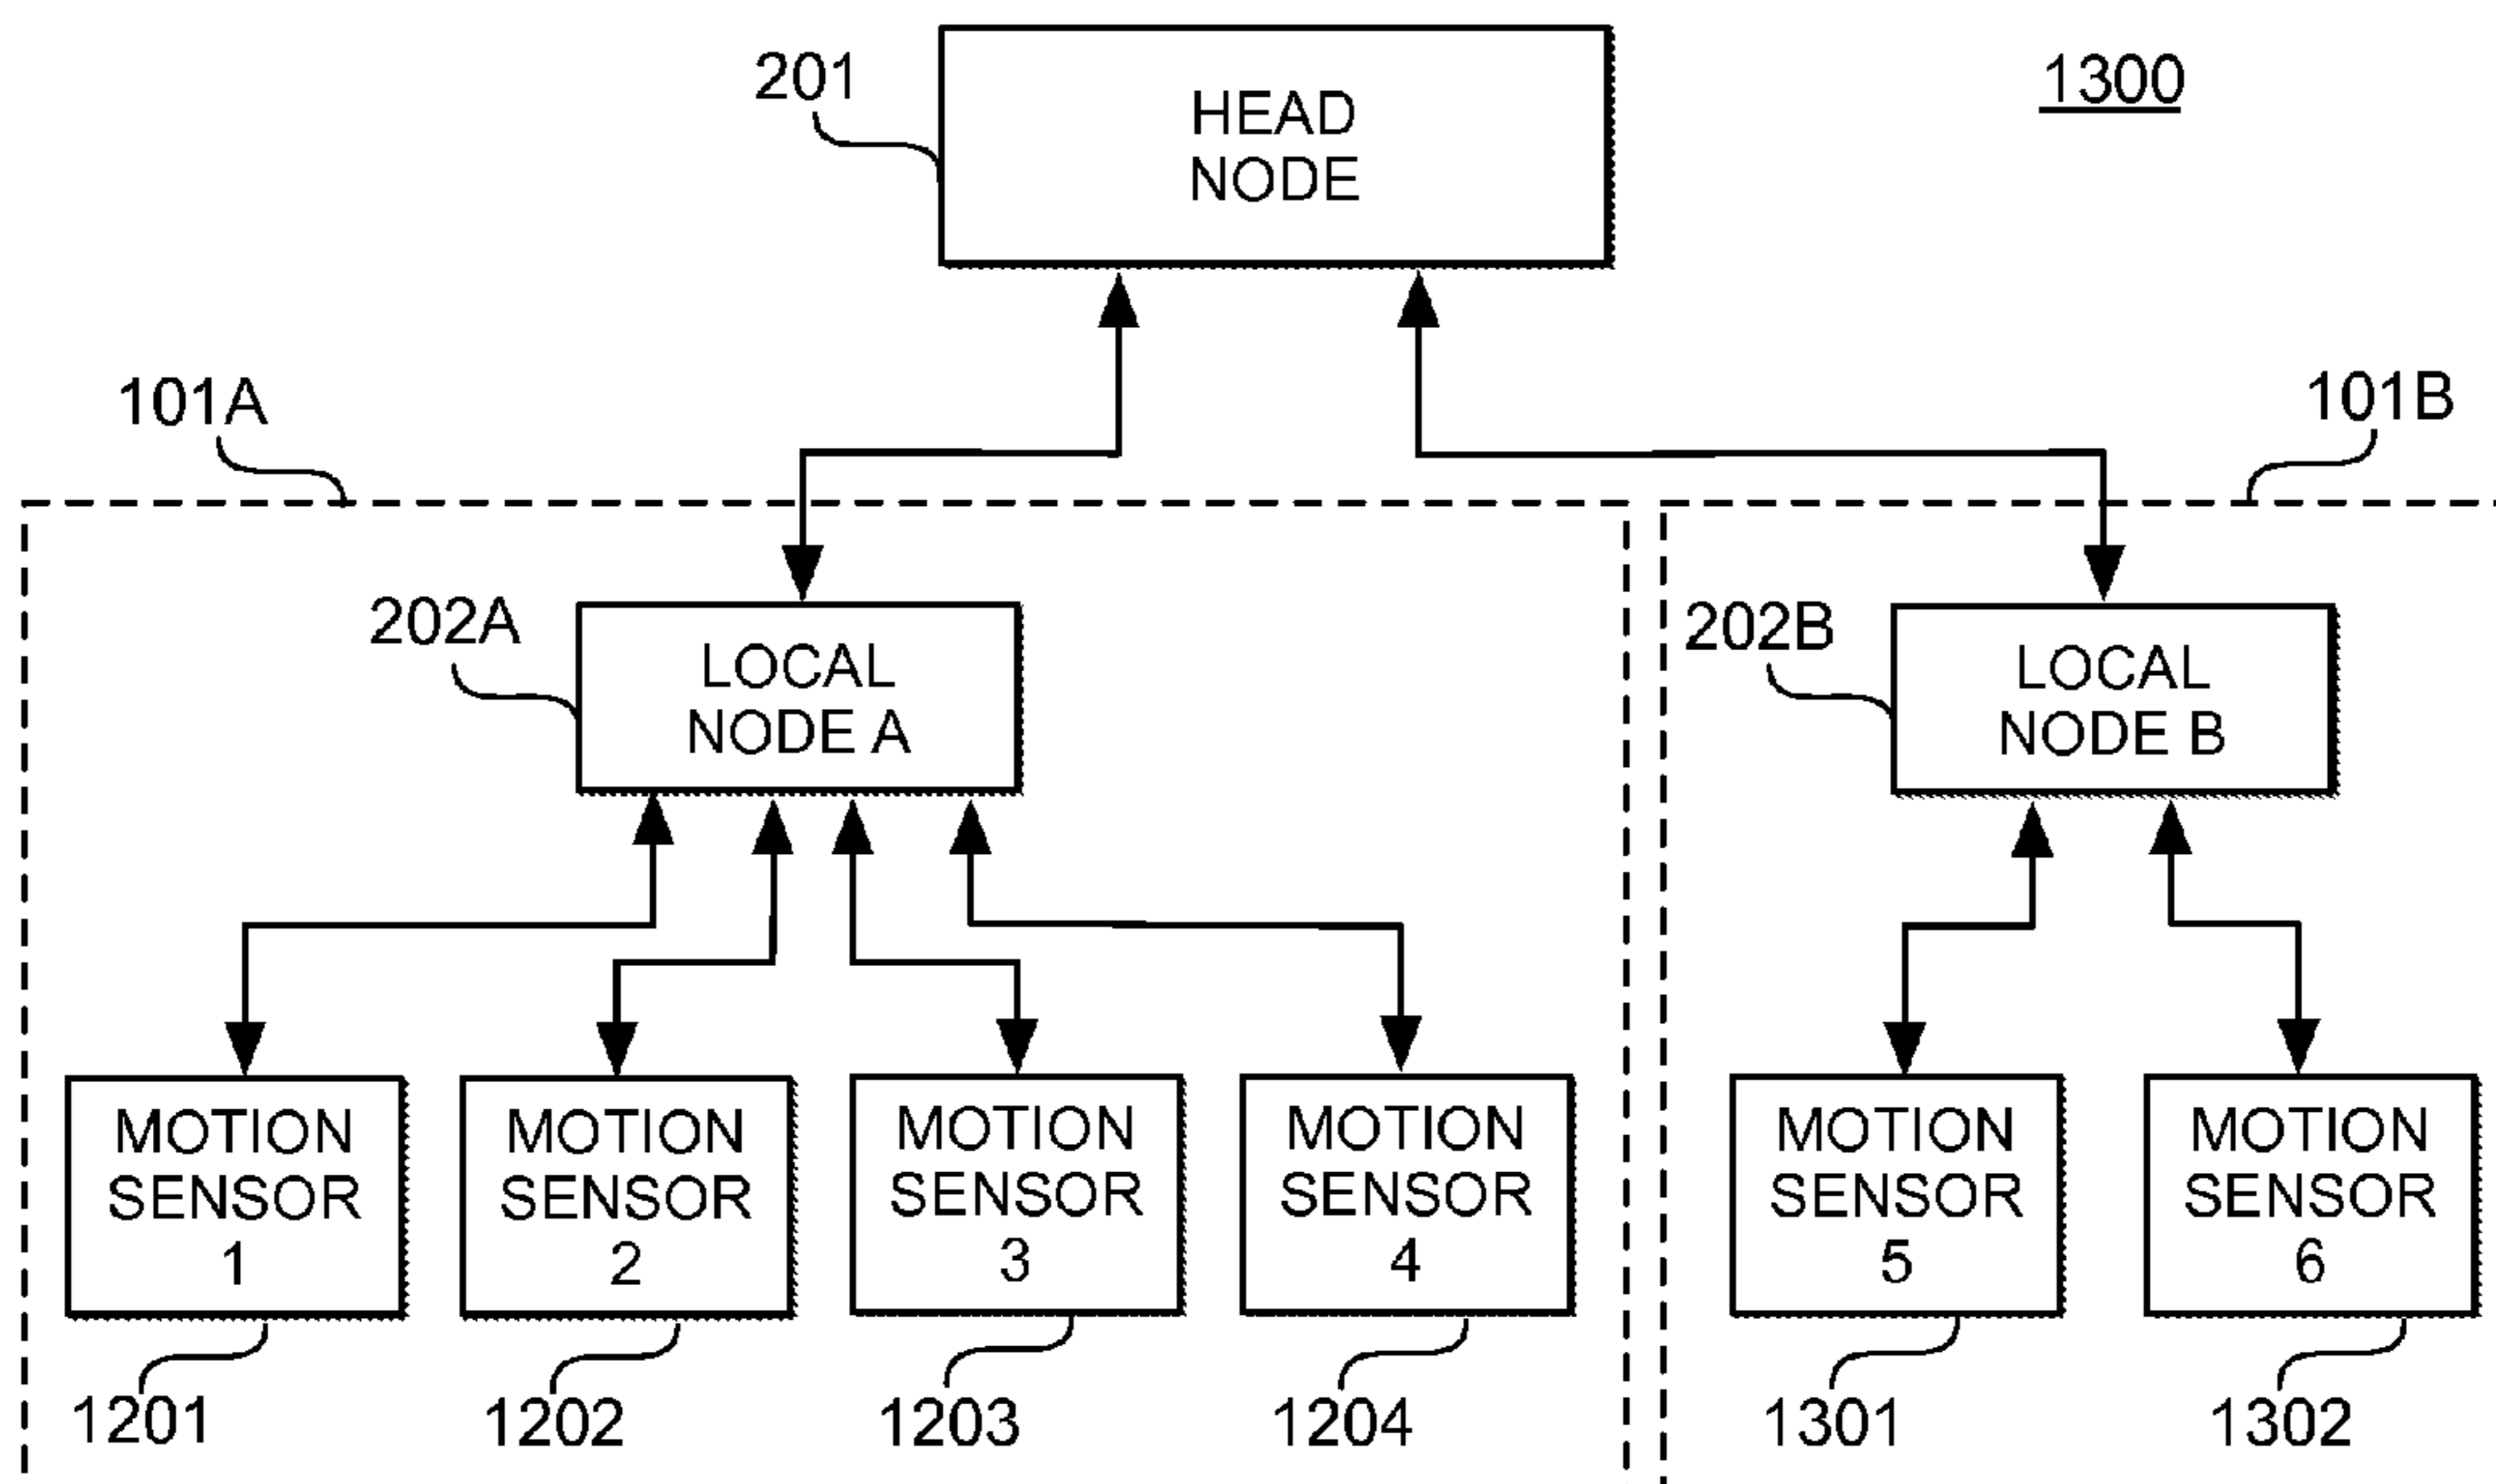 201
HEAD
NODE
1300
101A
101B
202A
LOCAL
NODE A
202B
LOCAL
NODE B
MOTION
SENSOR
1
MOTION
SENSOR
2
MOTION
SENSOR
3
MOTION
SENSOR
4
MOTION
SENSOR
5
MOTION
SENSOR
6
1201
1202
1203
1204
1301
1302